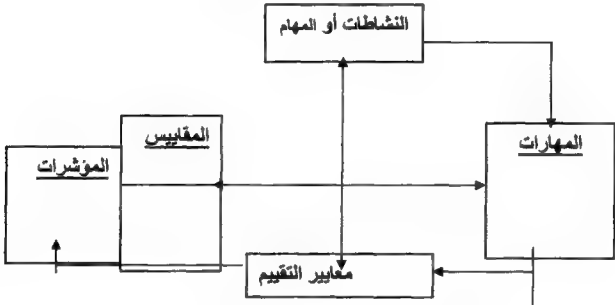 النشاطات أو المهام
المهارات
المقاييس
المؤشرات
معايير التقييم